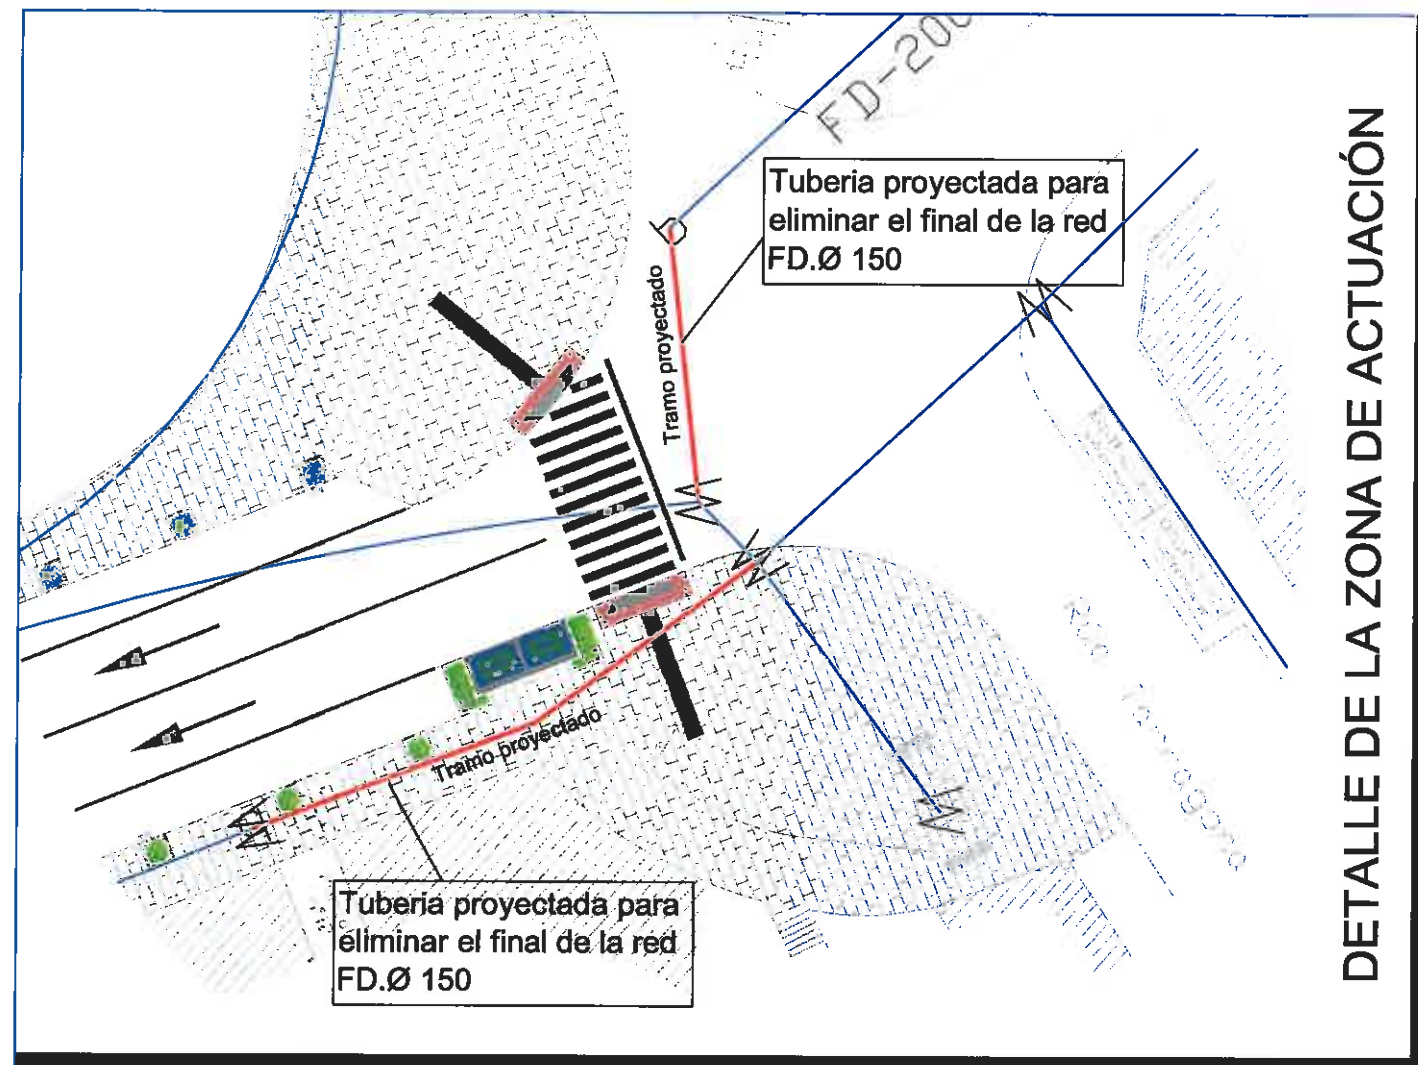 FD-200
Tuberia proyectada para
eliminar el final de la red
FD.Ø 150
Tramo proyectado
Tramo proyectado
Tuberia proyectada para
eliminar el final de la red
FD.Ø 150
DETALLE DE LA ZONA DE ACTUACIÓN